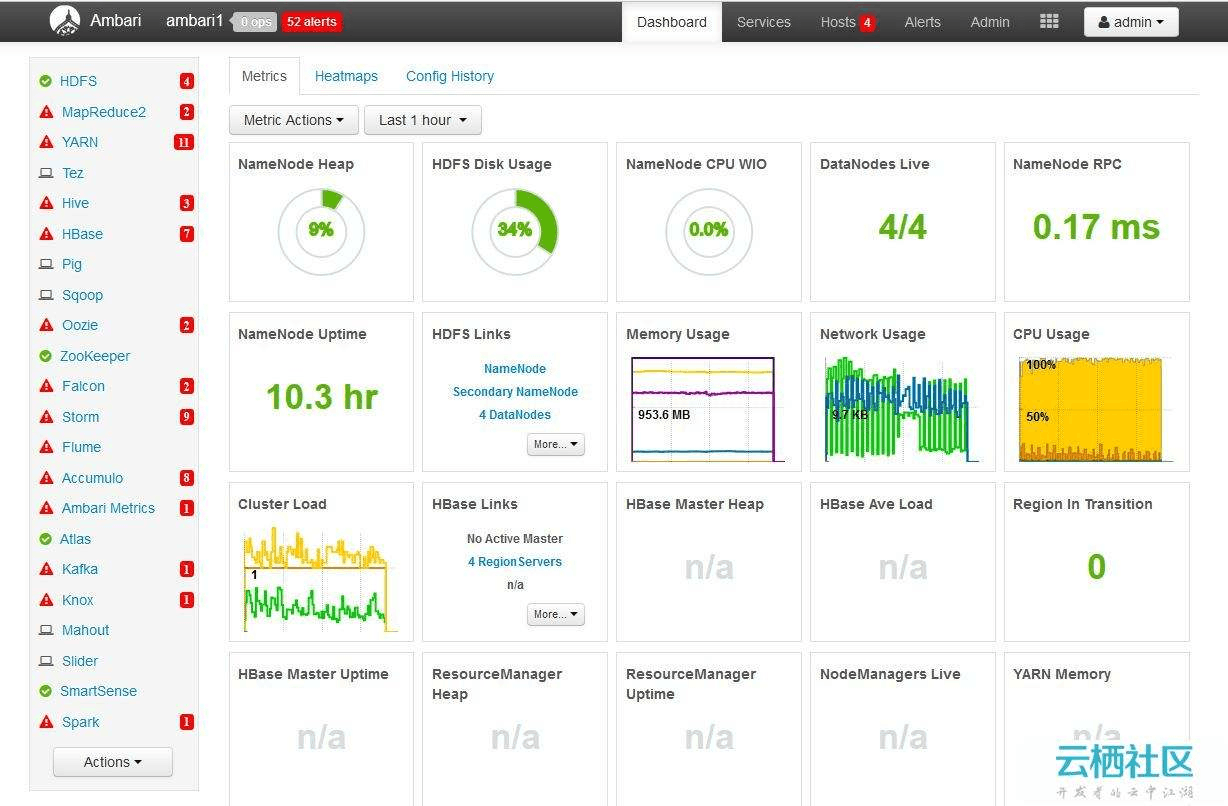 Ambari ambari1 0 ops 52 alerts Dashboard Services Hosts 4 Alerts Admin admin
HDFS 4
MapReduce2 2
YARN 11
Tez
Hive 3
HBase 7
Pig
Sqoop
Oozie 2
ZooKeeper
Falcon 2
Storm 9
Flume
Accumulo 8
Ambari Metrics 1
Atlas
Kafka 1
Knox 1
Mahout
Slider
SmartSense
Spark 1
Actions
Metrics Heatmaps Config History
Metric Actions Last 1 hour
NameNode Heap
9%
HDFS Disk Usage
34%
NameNode CPU WIO
0.0%
DataNodes Live
4/4
NameNode RPC
0.17 ms
NameNode Uptime
10.3 hr
HDFS Links
NameNode
Secondary NameNode
4 DataNodes
More...
Memory Usage
953.6 MB
Network Usage
9.7 KB
CPU Usage
100%
50%
Cluster Load
1
HBase Links
No Active Master
4 RegionServers
n/a
More...
HBase Master Heap
n/a
HBase Ave Load
n/a
Region In Transition
0
HBase Master Uptime
n/a
ResourceManager
Heap
n/a
ResourceManager
Uptime
n/a
NodeManagers Live
n/a
YARN Memory
n/a
云栖社区
开发者的云中江湖